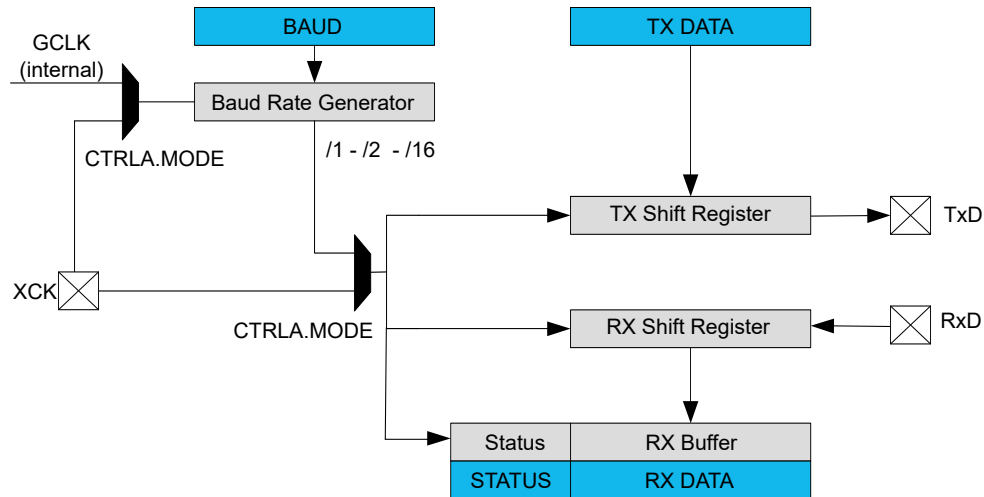 BAUD
TX DATA
GCLK
(internal)
Baud Rate Generator
CTRLA.MODE
/1 - /2 - /16
TX Shift Register
TxD
XCK
CTRLA.MODE
RX Shift Register
RxD
Status
RX Buffer
STATUS
RX DATA